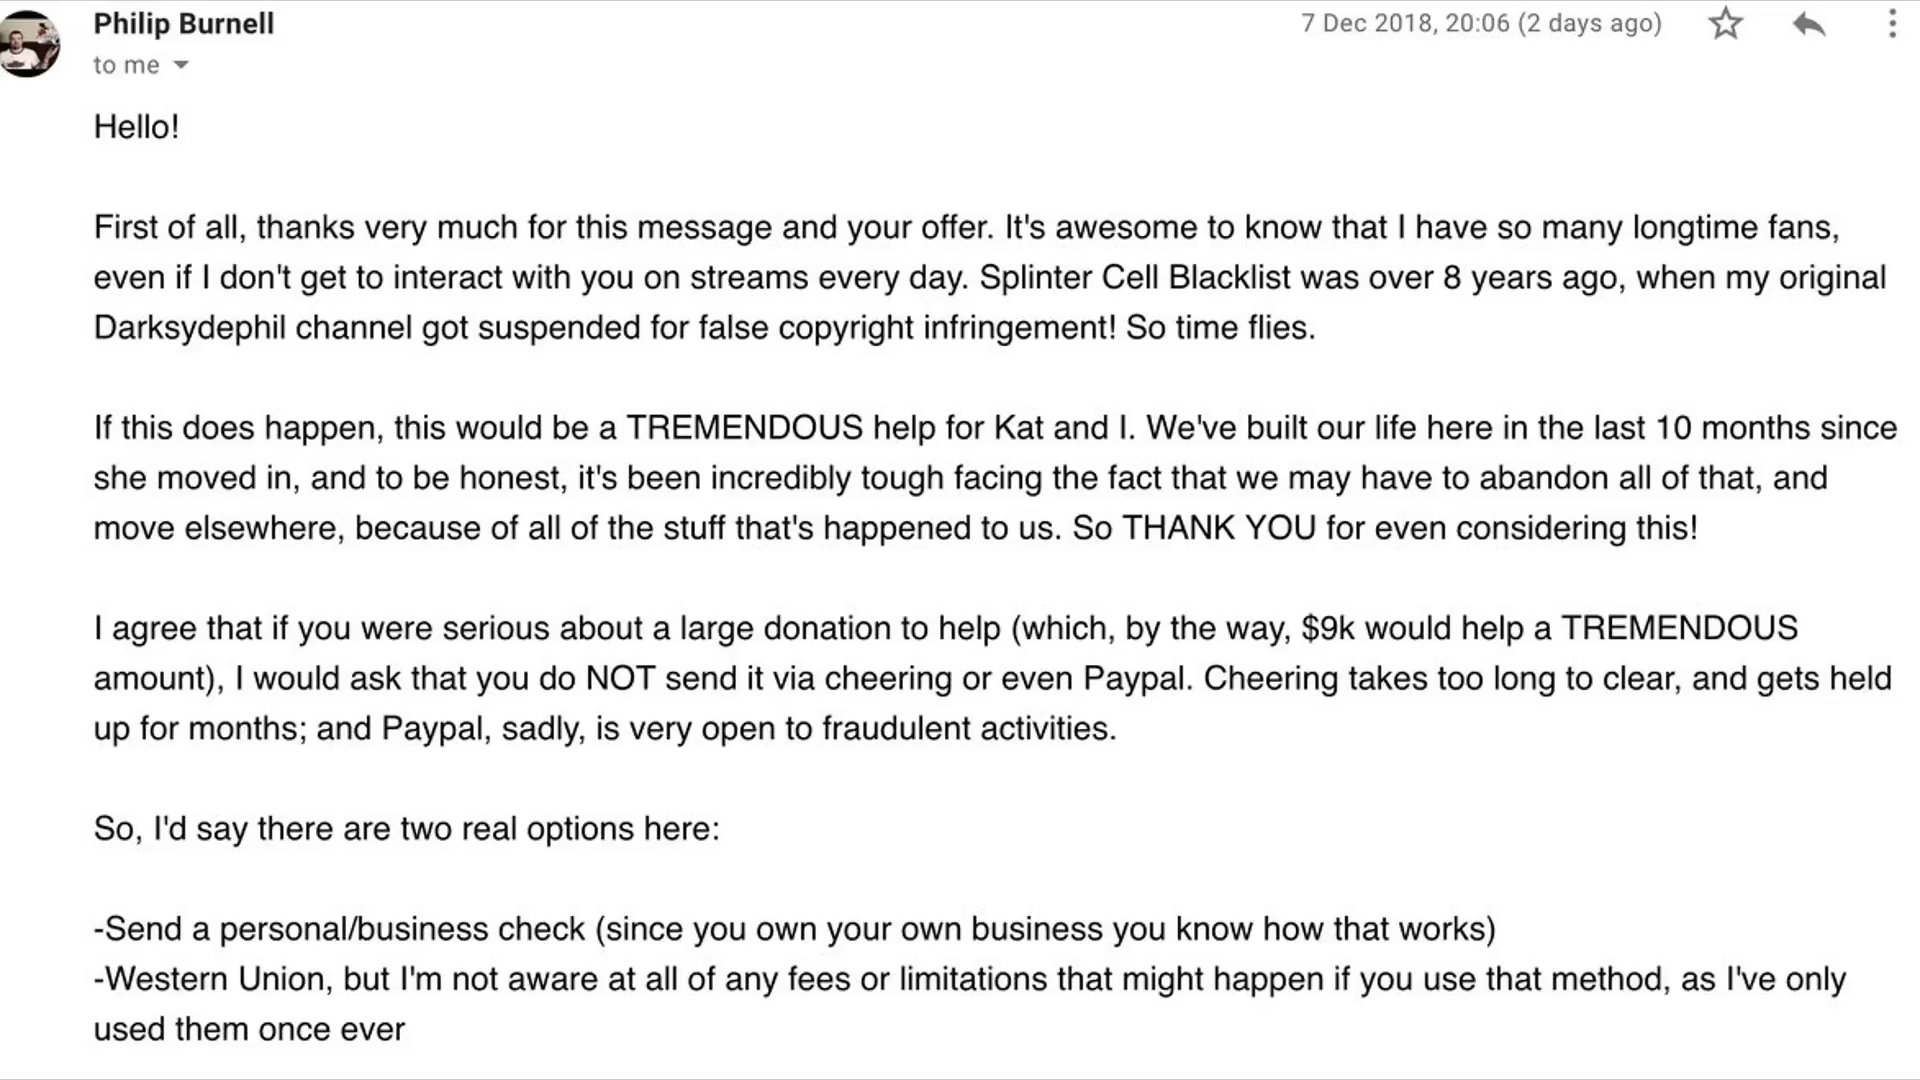 Philip Burnell
7 Dec 2018, 20:06 (2 days ago)
to me
Hello!
First of all, thanks very much for this message and your offer. It's awesome to know that I have so many longtime fans,
even if I don't get to interact with you on streams every day. Splinter Cell Blacklist was over 8 years ago, when my original
Darksydephil channel got suspended for false copyright infringement! So time flies.
If this does happen, this would be a TREMENDOUS help for Kat and I. We've built our life here in the last 10 months since
she moved in, and to be honest, it's been incredibly tough facing the fact that we may have to abandon all of that, and
move elsewhere, because of all of the stuff that's happened to us. So THANK YOU for even considering this!
I agree that if you were serious about a large donation to help (which, by the way, $9k would help a TREMENDOUS
amount), I would ask that you do NOT send it via cheering or even Paypal. Cheering takes too long to clear, and gets held
up for months; and Paypal, sadly, is very open to fraudulent activities.
So, I'd say there are two real options here:
-Send a personal/business check (since you own your own business you know how that works)
-Western Union, but I'm not aware at all of any fees or limitations that might happen if you use that method, as I've only
used them once ever